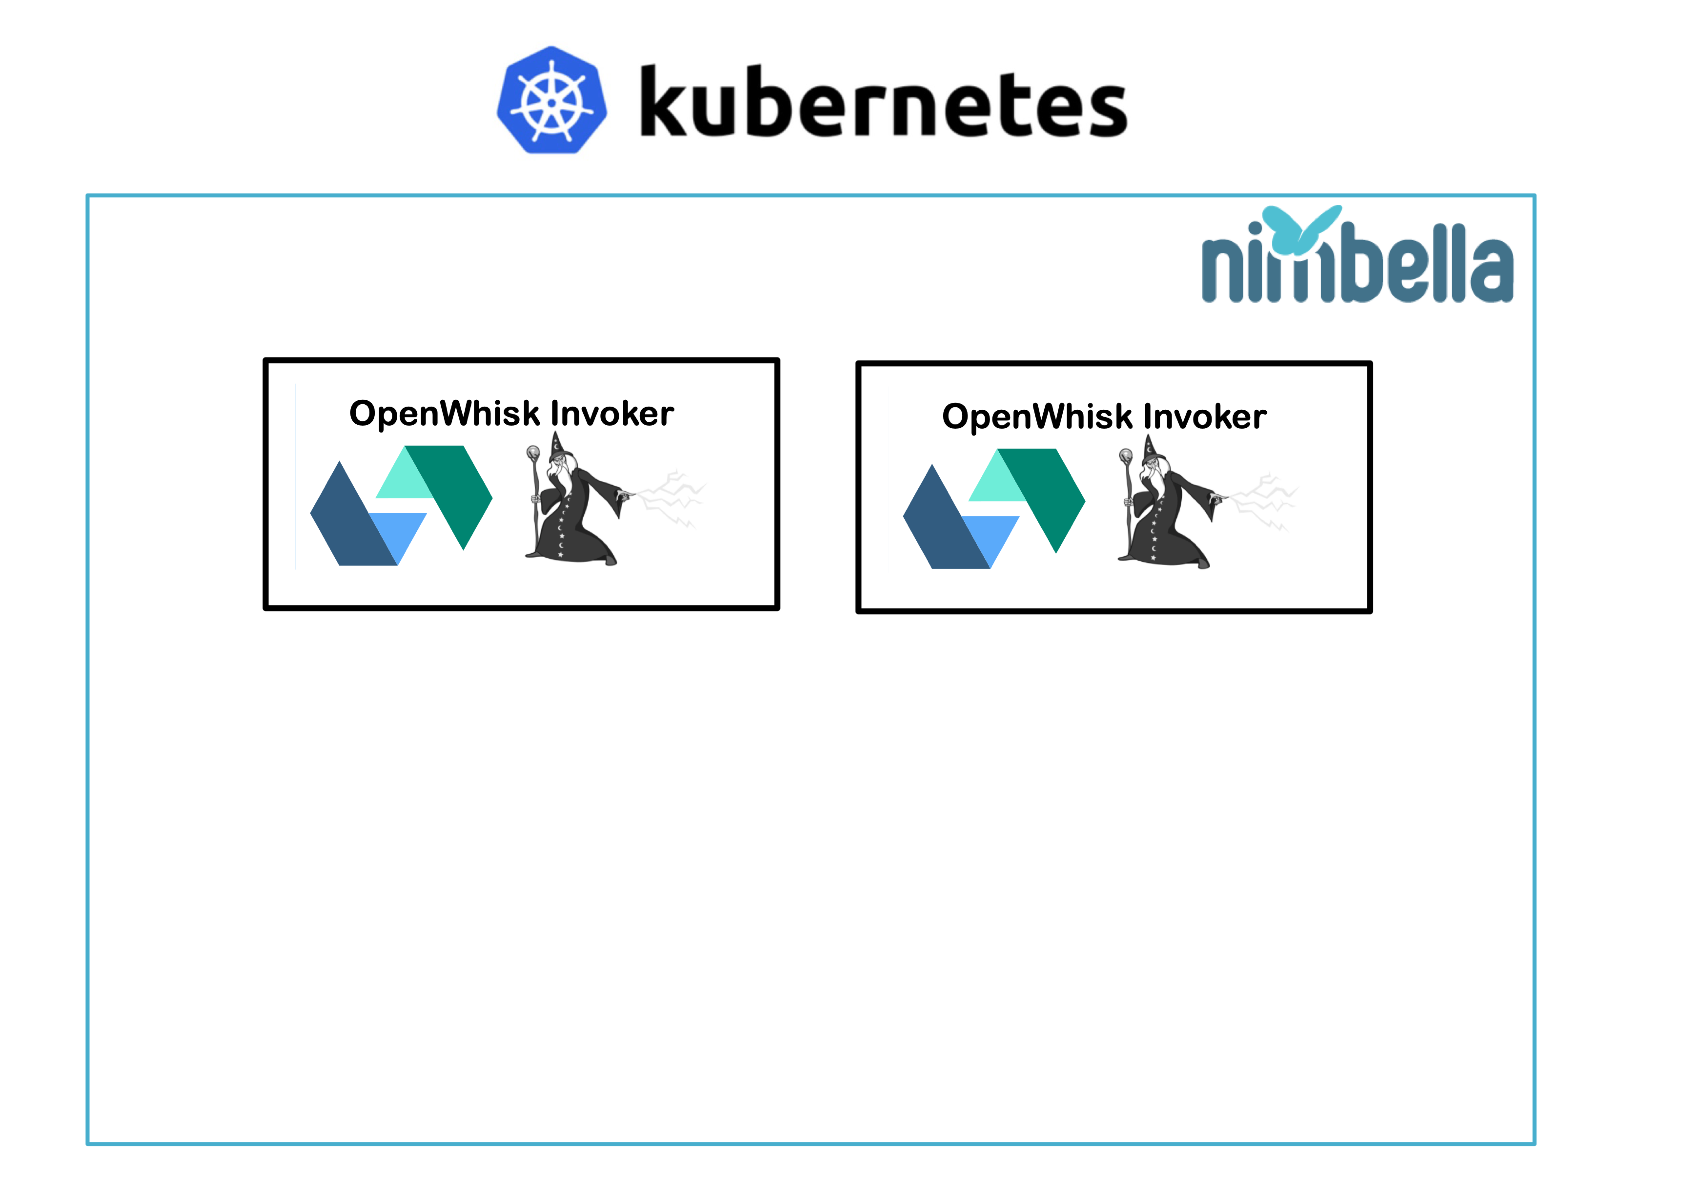 kubernetes
nimbella
OpenWhisk Invoker
OpenWhisk Invoker